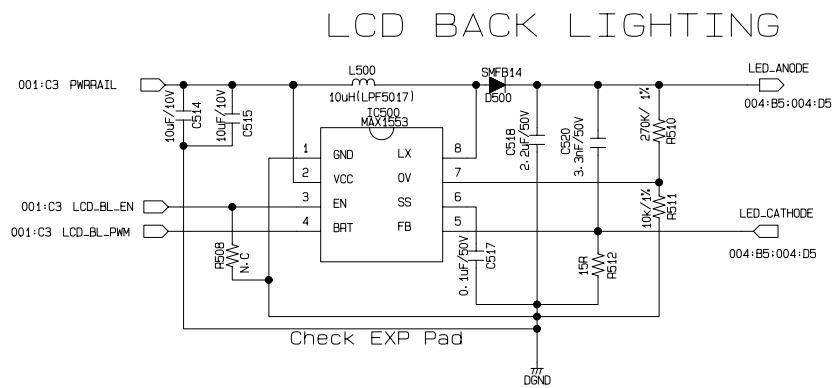 LCD BACK LIGHTING
001:C3 PWRRAIL
10uF/10V
C514
10uF/10V
C515
L500
10uH(LPF5017)
IC500
MAX1553
SMFB14
D500
C518
2.2uF/50V
C520
3.3nF/50V
270K/ 1%
R510
LED_ANODE
004:B5;004:D5
1 GND LX 8
2 VCC OV 7
3 EN SS 6
4 BRT FB 5
001:C3 LCD_BL_EN
001:C3 LCD_BL_PWM
R508
N.C
0.1uF/50V
C517
15R
R512
10K/1%
R511
LED_CATHODE
004:B5;004:D5
Check EXP Pad
DGND